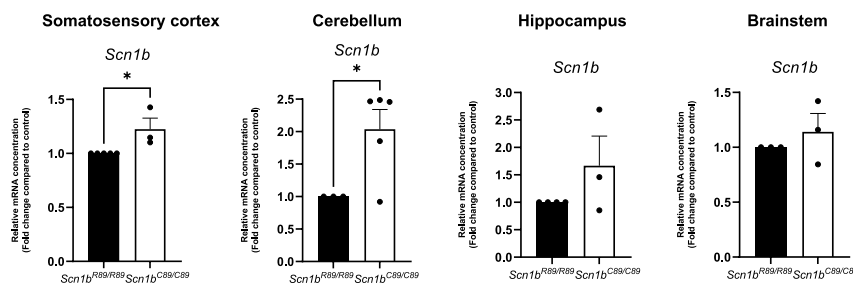 Somatosensory cortex
Scn1b
*
Relative mRNA concentration
(Fold change compared to control)
1.5
1.0
0.5
0.0
Scn1b^R89/R89 Scn1b^C89/C89
Cerebellum
Scn1b
*
Relative mRNA concentration
(Fold change compared to control)
2.5
2.0
1.5
1.0
0.5
0.0
Scn1b^R89/R89 Scn1b^C89/C89
Hippocampus
Scn1b
Relative mRNA concentration
(Fold change compared to control)
3.0
2.5
2.0
1.5
1.0
0.5
0.0
Scn1b^R89/R89 Scn1b^C89/C89
Brainstem
Scn1b
Relative mRNA concentration
(Fold change compared to control)
1.5
1.0
0.5
0.0
Scn1b^R89/R89 Scn1b^C89/C8